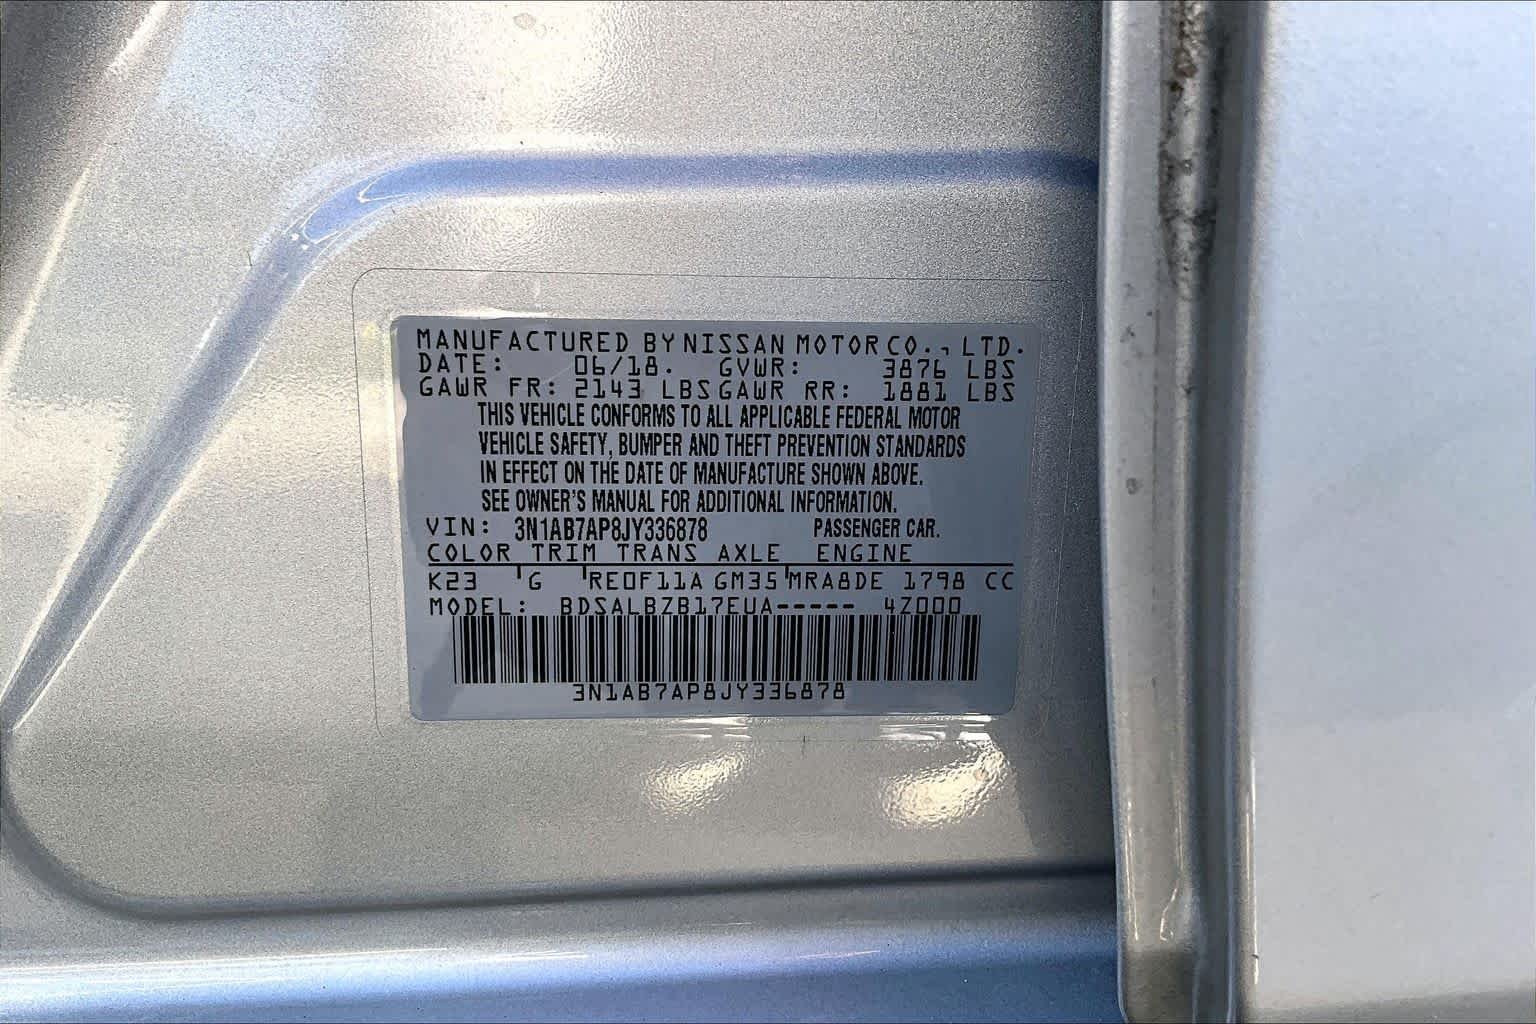 MANUFACTURED BY NISSAN MOTOR CO., LTD.
DATE: 06/18. GVWR: 3876 LBS
GAWR FR: 2143 LBS GAWR RR: 1881 LBS
THIS VEHICLE CONFORMS TO ALL APPLICABLE FEDERAL MOTOR
VEHICLE SAFETY, BUMPER AND THEFT PREVENTION STANDARDS
IN EFFECT ON THE DATE OF MANUFACTURE SHOWN ABOVE.
SEE OWNER'S MANUAL FOR ADDITIONAL INFORMATION.
VIN: 3N1AB7AP8JY336878 PASSENGER CAR.
COLOR TRIM TRANS AXLE ENGINE
K23 G RE0F11A GM35 MRA8DE 1798 CC
MODEL: BDSALBZB17EUA----- 4Z000
3N1AB7AP8JY336878